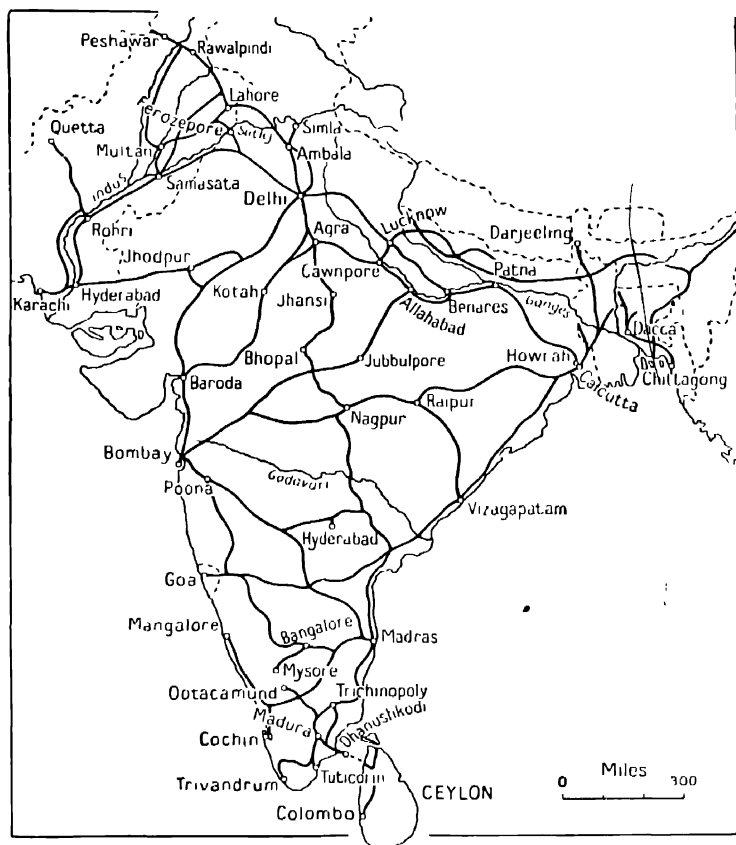 Peshawar
Rawalpindi
Lahore
erozepore
Simla
Quetta
Multan
Ambala
Indus
Samasata
Delhi
Rohri
Agra
Lucknow
Darjeeling
Jhodpur
Cawnpore
Patna
Karachi
Hyderabad
Kotah
Jhansi
Allahabad
Benares
Ganges
Dacca
Bhopal
Jubbulpore
Howrah
Calcutta
Chittagong
Baroda
Nagpur
Raipur
Bombay
Godavari
Poona
Vizagapatam
Hyderabad
Goa
Mangalore
Bangalore
Madras
Mysore
Ootacamund
Trichinopoly
Madura
Dhanushkodi
Cochin
Tuticorin
Trivandrum
Miles
0 300
CEYLON
Colombo